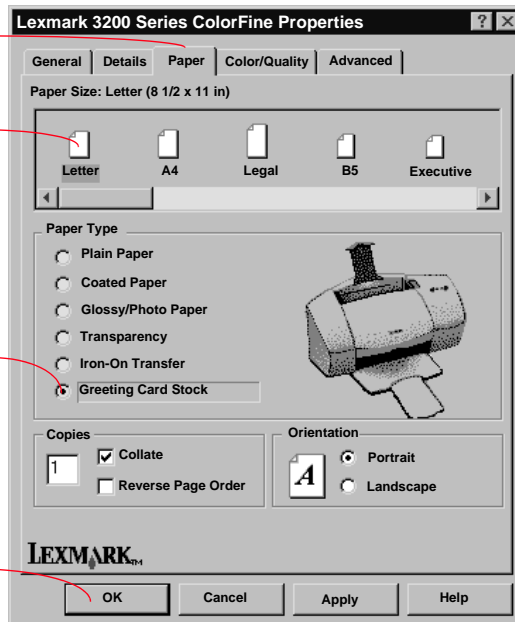 Lexmark 3200 Series ColorFine Properties
General Details Paper Color/Quality Advanced
Paper Size: Letter (8 1/2 x 11 in)
Letter A4 Legal B5 Executive
Paper Type
Plain Paper
Coated Paper
Glossy/Photo Paper
Transparency
Iron-On Transfer
Greeting Card Stock
Copies
1
Collate
Reverse Page Order
Orientation
A
Portrait
Landscape
LEXMARK™
OK Cancel Apply Help